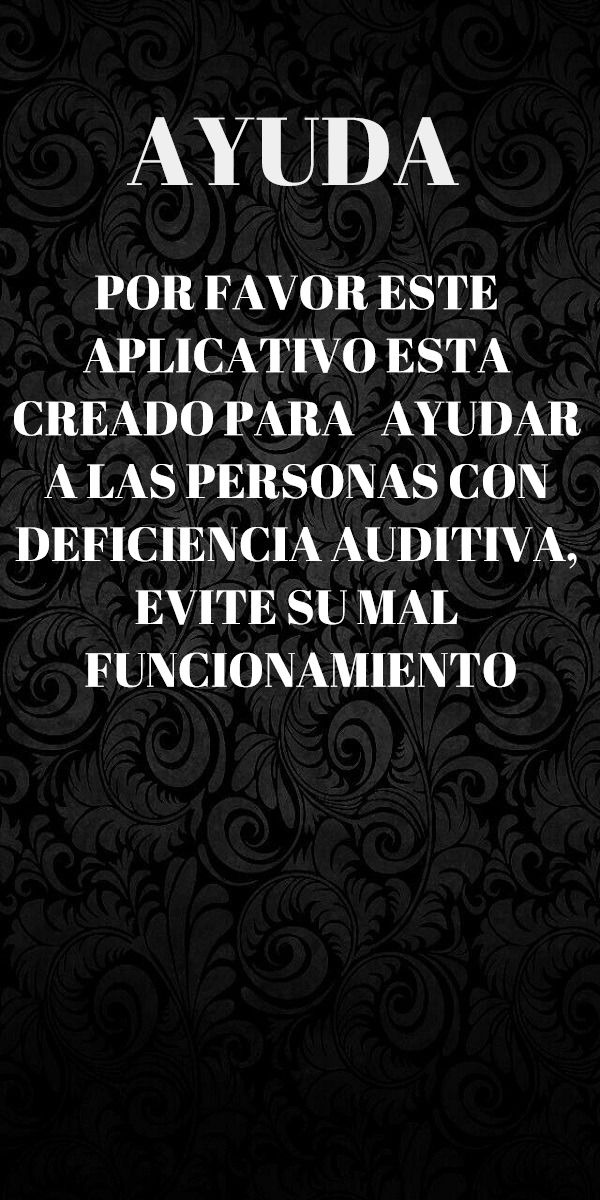 AYUDA
POR FAVOR ESTE
APLICATIVO ESTA
CREADO PARA AYUDAR
A LAS PERSONAS CON
DEFICIENCIA AUDITIVA,
EVITE SU MAL
FUNCIONAMIENTO